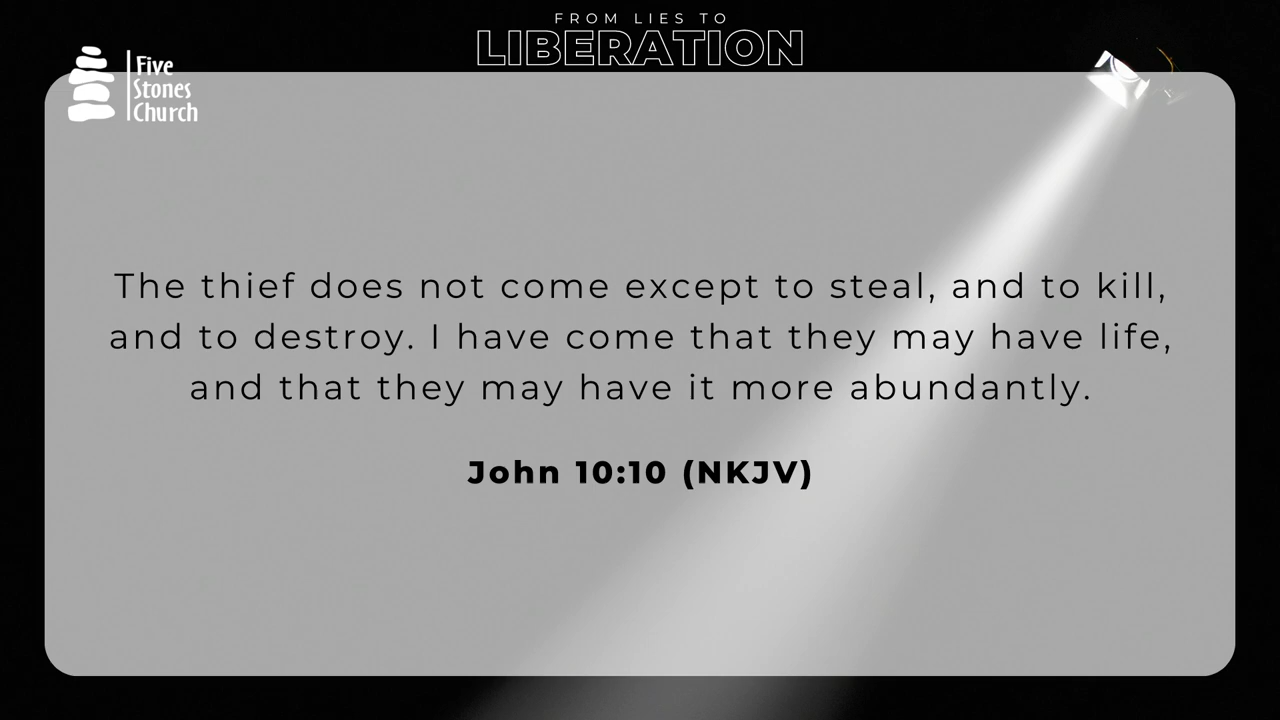 FROM LIES TO
LIBERATION
Five
Stones
Church
The thief does not come except to steal, and to kill,
and to destroy. I have come that they may have life,
and that they may have it more abundantly.
John 10:10 (NKJV)